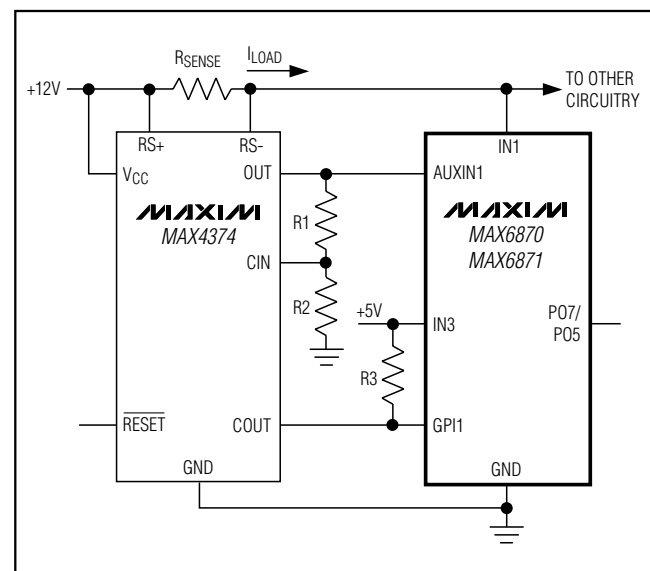 RSENSE
ILOAD
+12V
TO OTHER
CIRCUITRY
RS+
RS-
IN1
VCC
OUT
AUXIN1
MAXIM
MAX4374
R1
MAXIM
MAX6870
MAX6871
CIN
R2
+5V
IN3
PO7/
PO5
R3
RESET
COUT
GPI1
GND
GND